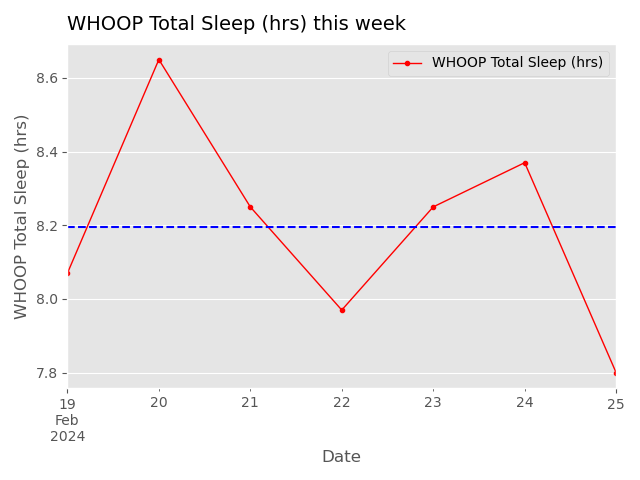 WHOOP Total Sleep (hrs) this week
WHOOP Total Sleep (hrs)
WHOOP Total Sleep (hrs)
8.6
8.4
8.2
8.0
7.8
19 20 21 22 23 24 25
Feb
2024
Date